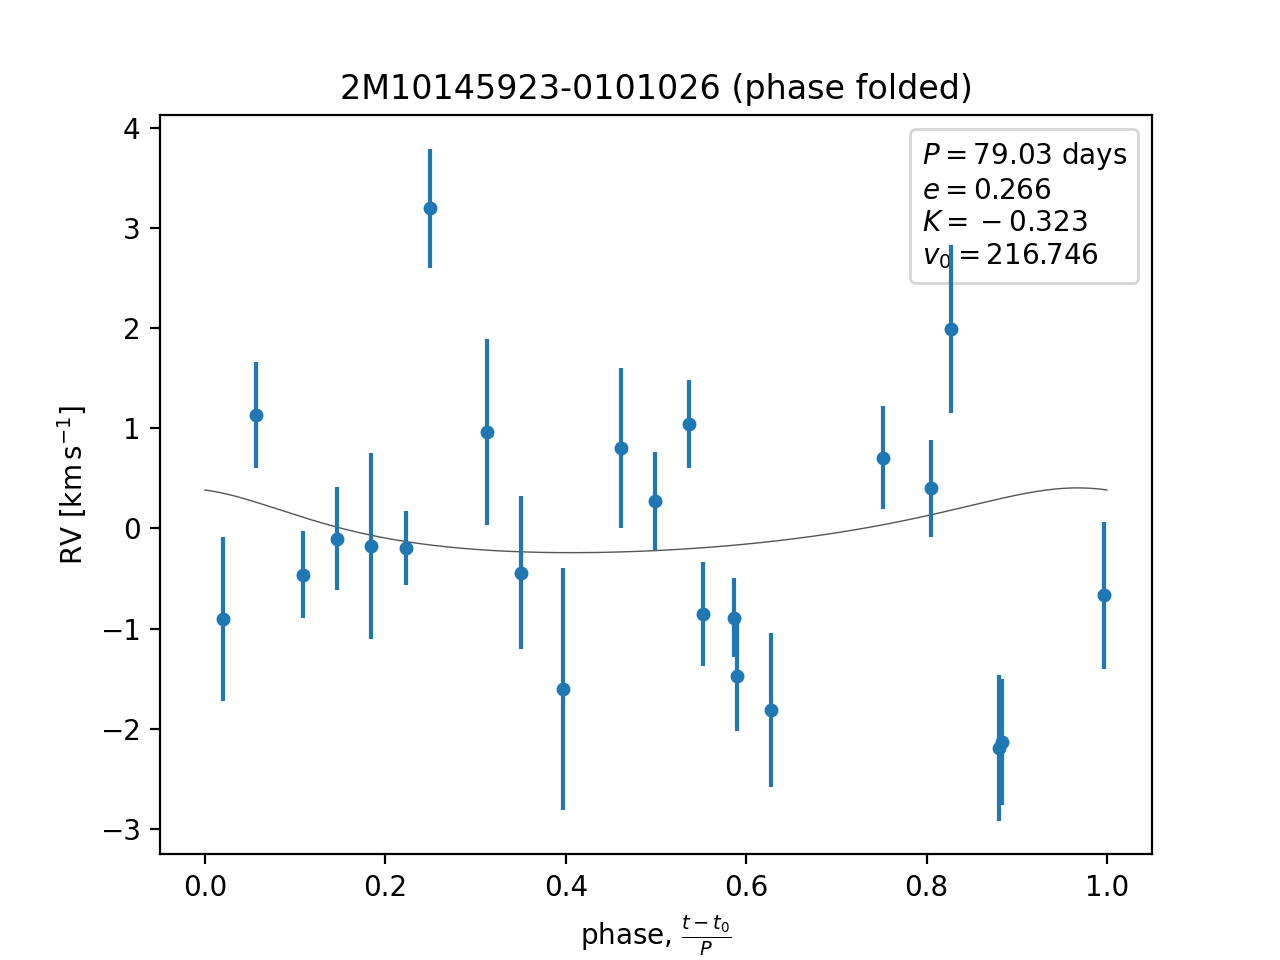 2M10145923-0101026 (phase folded)
P = 79.03 days
e = 0.266
K = −0.323
v₀ = 216.746
RV [km s⁻¹]
4
3
2
1
0
−1
−2
−3
0.0 0.2 0.4 0.6 0.8 1.0
phase, (t − t₀)/P